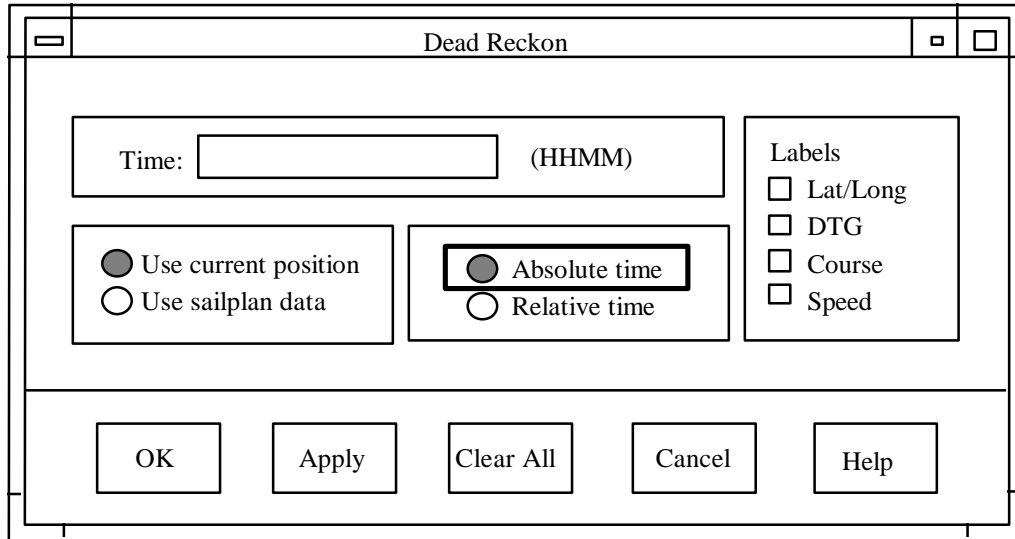 Dead Reckon
Time:
(HHMM)
Use current position
Use sailplan data
Absolute time
Relative time
Labels
Lat/Long
DTG
Course
Speed
OK
Apply
Clear All
Cancel
Help